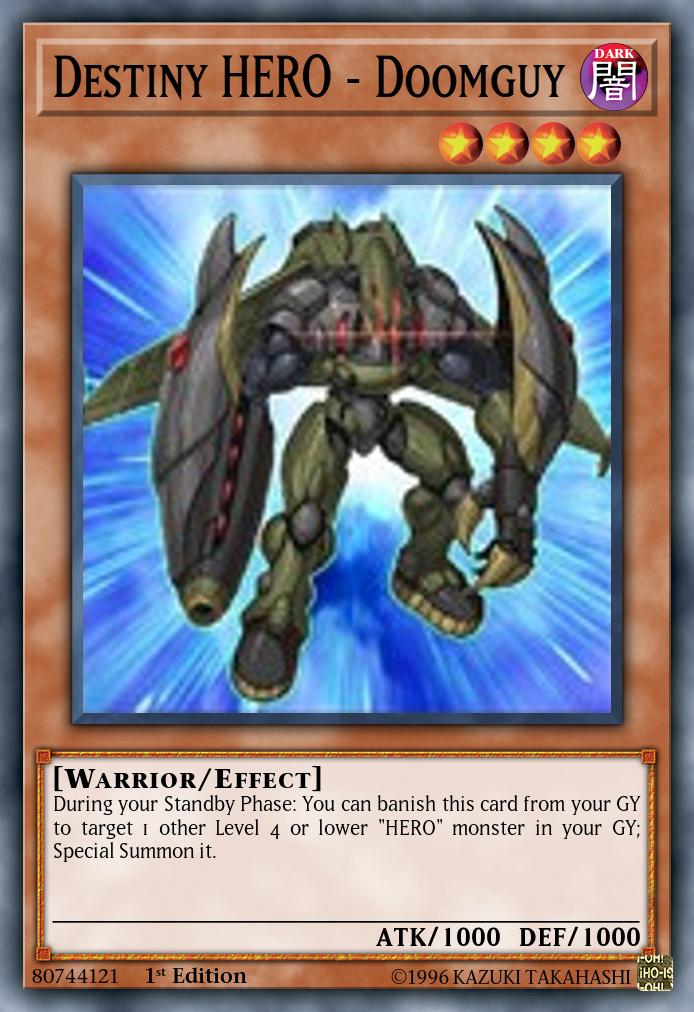 Destiny HERO - Doomguy
DARK
闇
[Warrior/Effect]
During your Standby Phase: You can banish this card from your GY
to target 1 other Level 4 or lower "HERO" monster in your GY;
Special Summon it.
ATK/1000 DEF/1000
80744121 1st Edition ©1996 KAZUKI TAKAHASHI